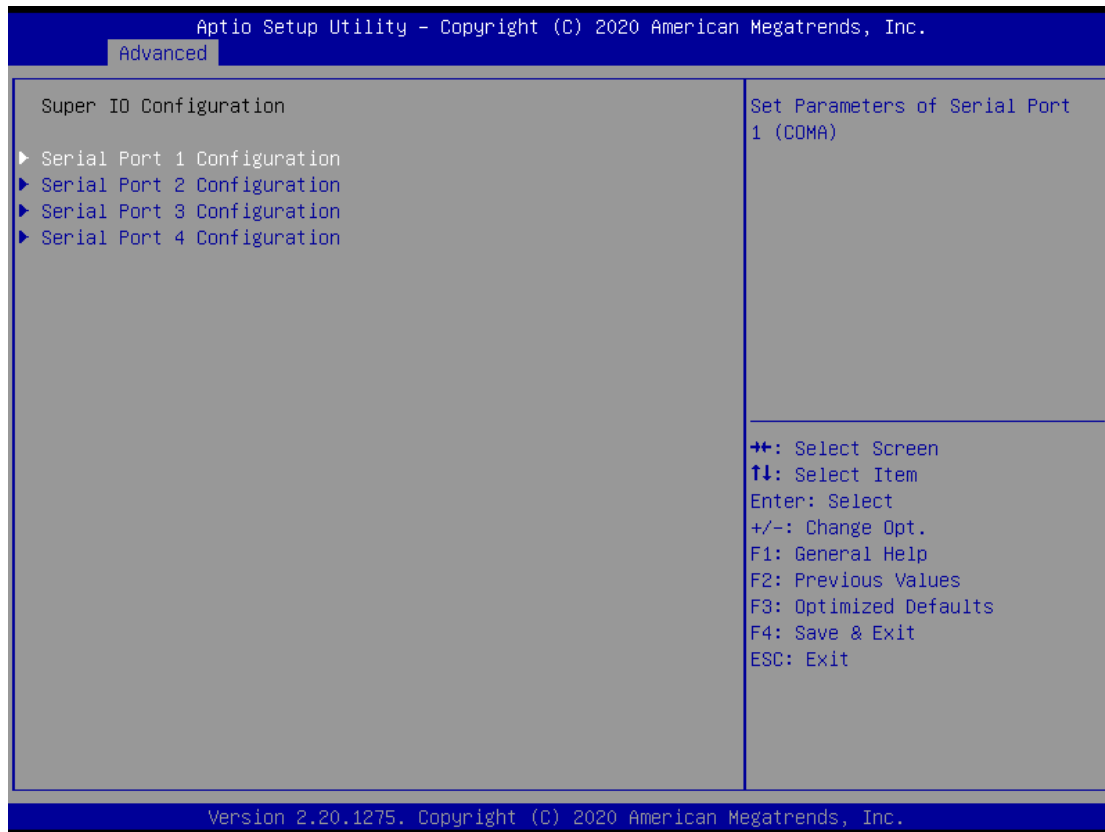 Aptio Setup Utility – Copyright (C) 2020 American Megatrends, Inc.
Advanced
Super IO Configuration
▶ Serial Port 1 Configuration
▶ Serial Port 2 Configuration
▶ Serial Port 3 Configuration
▶ Serial Port 4 Configuration
Set Parameters of Serial Port
1 (COMA)
→←: Select Screen
↑↓: Select Item
Enter: Select
+/-: Change Opt.
F1: General Help
F2: Previous Values
F3: Optimized Defaults
F4: Save & Exit
ESC: Exit
Version 2.20.1275. Copyright (C) 2020 American Megatrends, Inc.